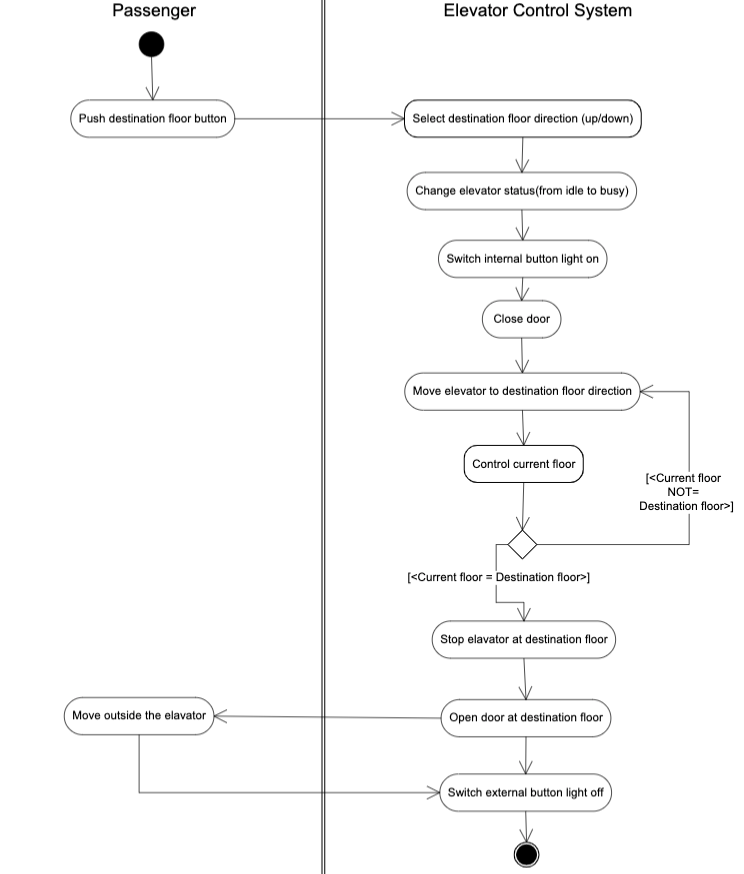 Passenger
Elevator Control System
Push destination floor button
Select destination floor direction (up/down)
Change elevator status(from idle to busy)
Switch internal button light on
Close door
Move elevator to destination floor direction
Control current floor
[<Current floor
NOT=
Destination floor>]
[<Current floor = Destination floor>]
Stop elavator at destination floor
Move outside the elavator
Open door at destination floor
Switch external button light off